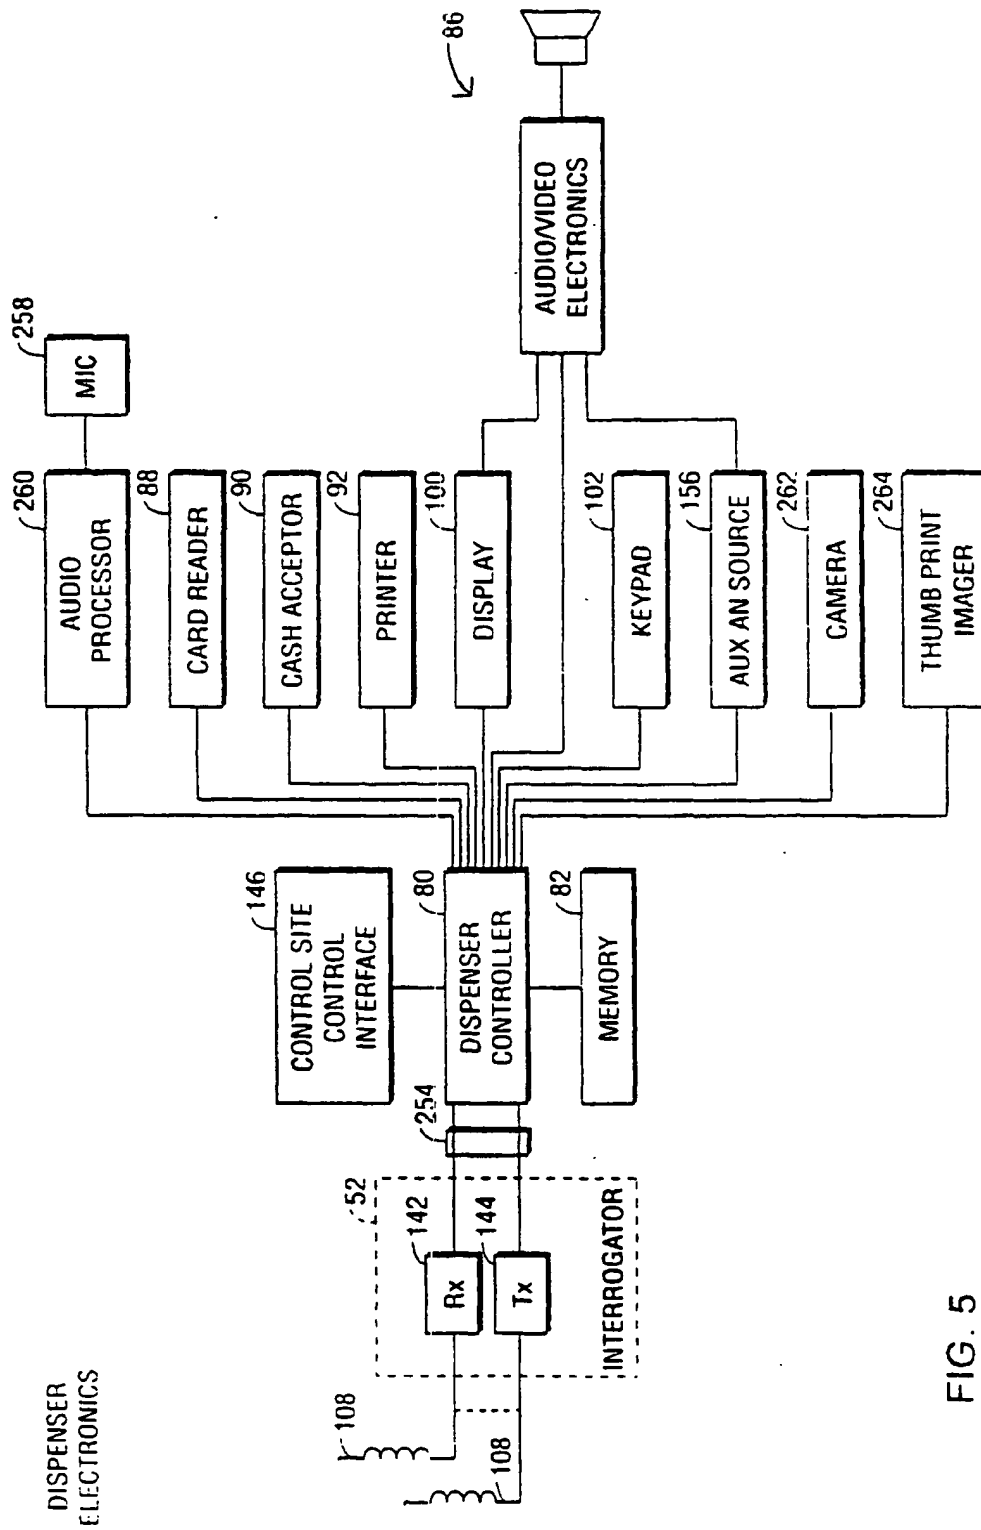 DISPENSER
ELECTRONICS
108
108
52
142
Rx
144
Tx
INTERROGATOR
254
146
CONTROL SITE
CONTROL
INTERFACE
80
DISPENSER
CONTROLLER
82
MEMORY
260
AUDIO
PROCESSOR
258
MIC
88
CARD READER
90
CASH ACCEPTOR
92
PRINTER
100
DISPLAY
102
KEYPAD
156
AUX AN SOURCE
262
CAMERA
264
THUMB PRINT
IMAGER
86
AUDIO/VIDEO
ELECTRONICS
FIG. 5